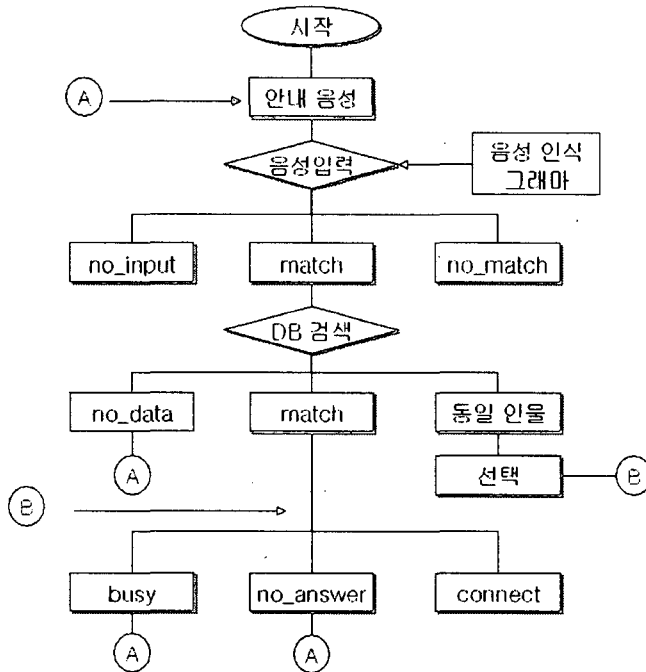 시작
A
안내 음성
음성입력
음성 인식
그래마
no_input
match
no_match
DB 검색
no_data
match
동일 인물
A
선택
B
B
busy
no_answer
connect
A
A